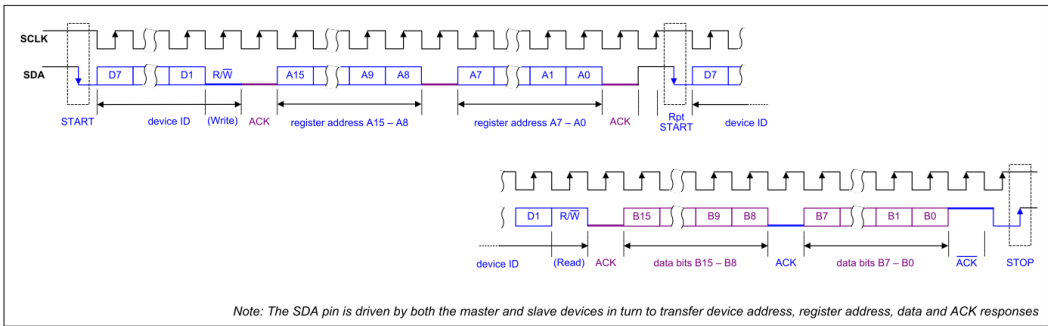 SCLK
SDA
D7 D1 R/W̅ A15 A9 A8 A7 A1 A0 D7
START device ID (Write) ACK register address A15 – A8 register address A7 – A0 ACK Rpt START device ID
D1 R/W̅ B15 B9 B8 B7 B1 B0
device ID (Read) ACK data bits B15 – B8 ACK data bits B7 – B0 A̅C̅K̅ STOP
Note: The SDA pin is driven by both the master and slave devices in turn to transfer device address, register address, data and ACK responses